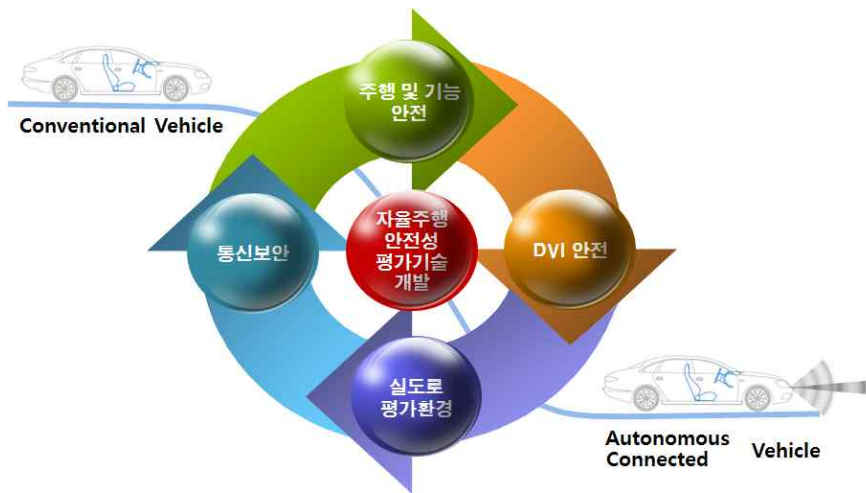 주행 및 기능
안전
Conventional Vehicle
자율주행
안전성
평가기술
개발
통신보안
DVI 안전
실도로
평가환경
Autonomous
Connected Vehicle